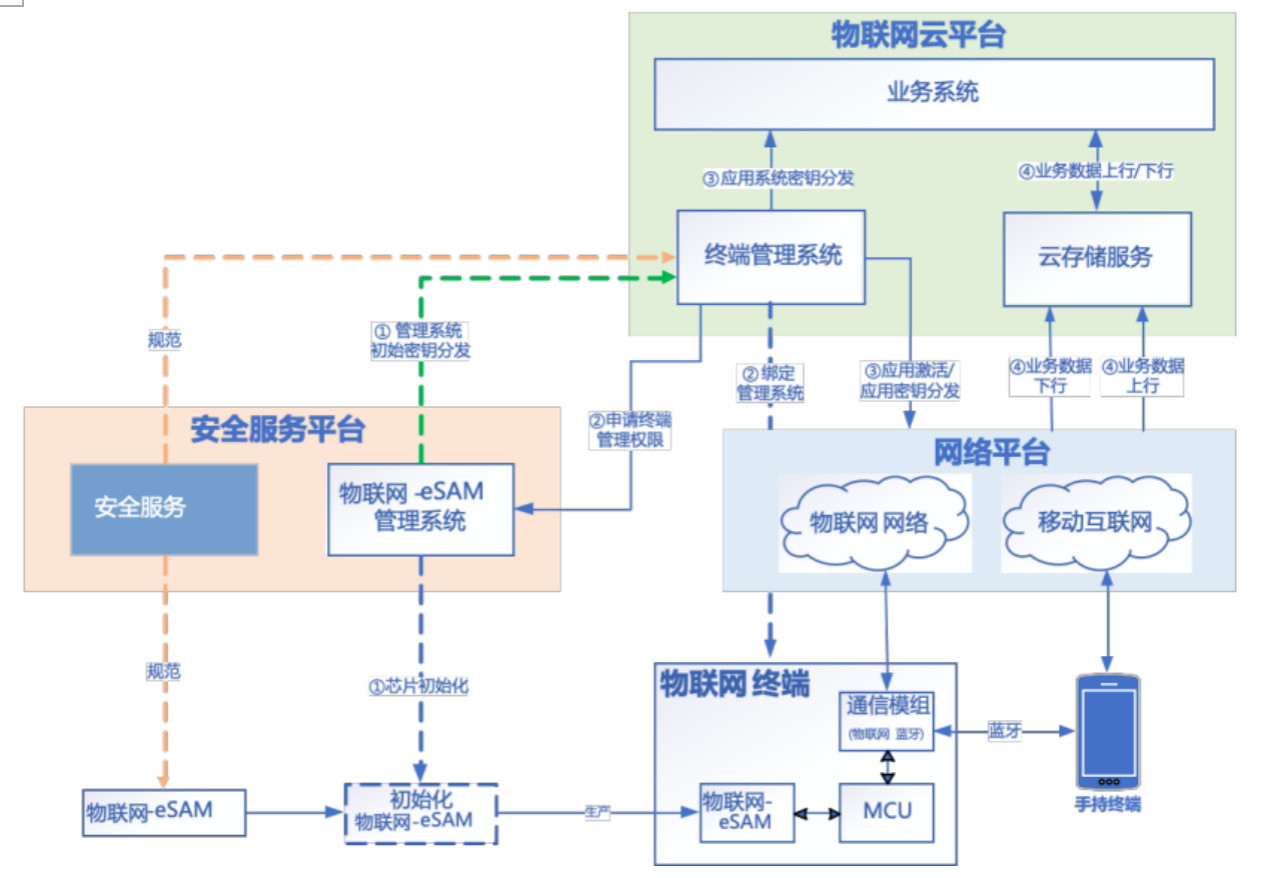 物联网云平台
业务系统
③应用系统密钥分发
④业务数据上行/下行
终端管理系统
云存储服务
规范
① 管理系统
初始密钥分发
②申请终端
管理权限
② 绑定
管理系统
③应用激活/
应用密钥分发
④业务数据
下行
④业务数据
上行
安全服务平台
安全服务
物联网-eSAM
管理系统
网络平台
物联网 网络
移动互联网
规范
①芯片初始化
物联网 终端
通信模组
(物联网 蓝牙)
蓝牙
手持终端
物联网-eSAM
初始化
物联网-eSAM
生产
物联网-
eSAM
MCU